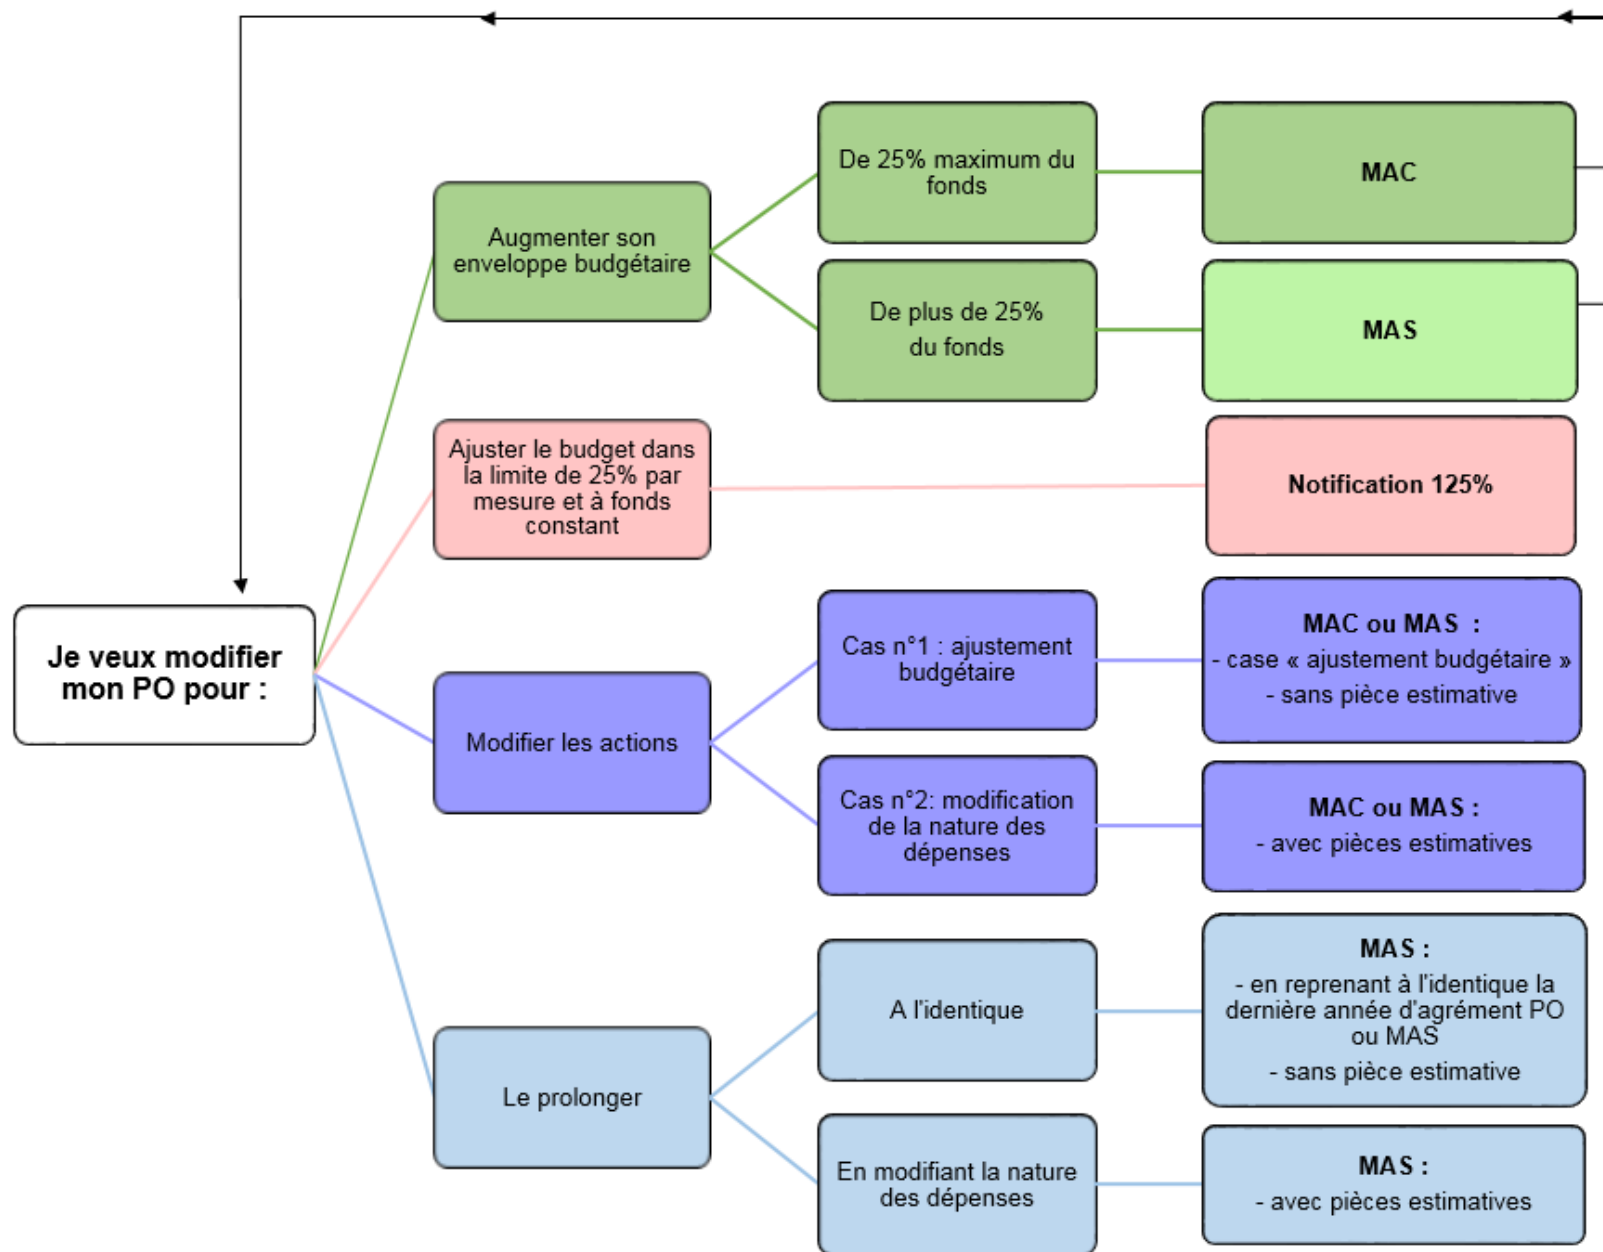 De 25% maximum du
fonds
MAC
Augmenter son
enveloppe budgétaire
De plus de 25%
du fonds
MAS
Ajuster le budget dans
la limite de 25% par
mesure et à fonds
constant
Notification 125%
Je veux modifier
mon PO pour :
Cas n°1 : ajustement
budgétaire
MAC ou MAS :
- case « ajustement budgétaire »
- sans pièce estimative
Modifier les actions
Cas n°2: modification
de la nature des
dépenses
MAC ou MAS :
- avec pièces estimatives
A l'identique
MAS :
- en reprenant à l'identique la
dernière année d'agrément PO
ou MAS
- sans pièce estimative
Le prolonger
En modifiant la nature
des dépenses
MAS :
- avec pièces estimatives